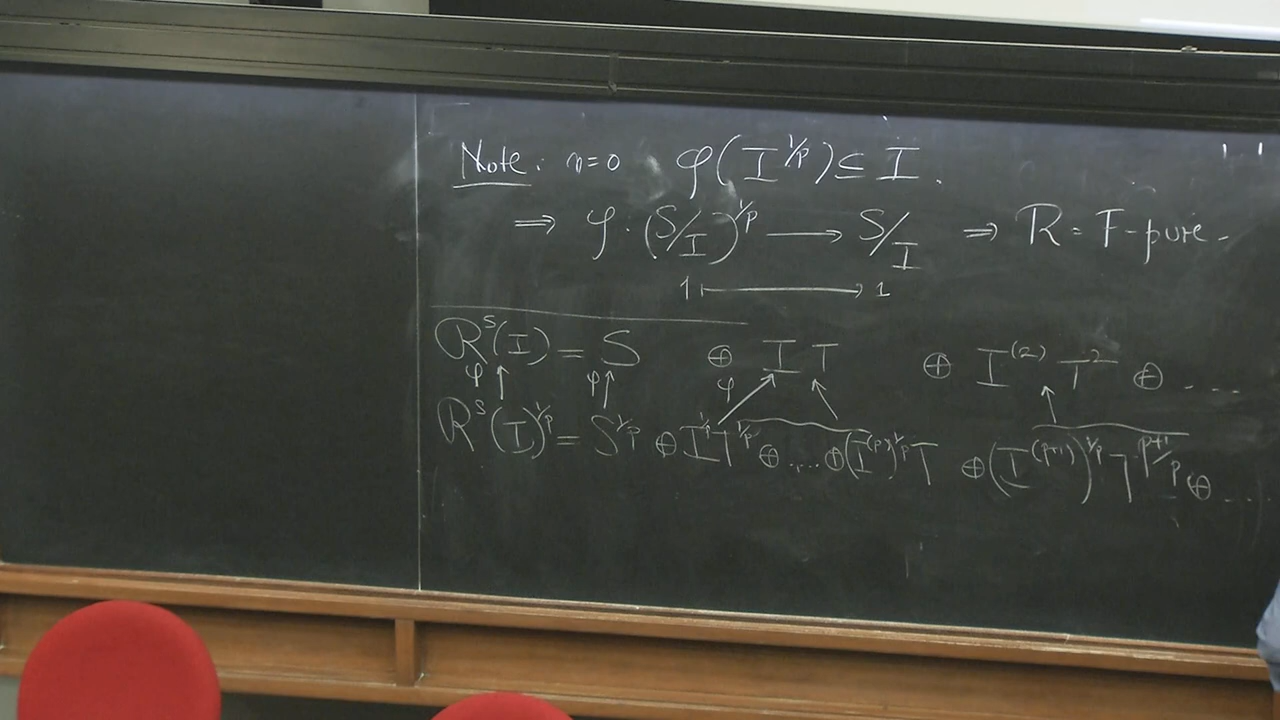 Note: n=0 φ(I^{1/p}) ⊆ I.
⇒ φ: (S/I)^{1/p} ⟶ S/I ⇒ R = F-pure.
1 ⟼ 1
R^S(I) = S ⊕ I T ⊕ I^{(2)} T^2 ⊕ ...
φ ↑ φ ↑ φ ↗ ↖ ↖
R^S(I)^{1/p} = S^{1/p} ⊕ I^{1/p} T^{1/p} ⊕ ... ⊕ (I^{(p)})^{1/p} T ⊕ (I^{(p+1)})^{1/p} T^{p+1/p} ⊕ ...